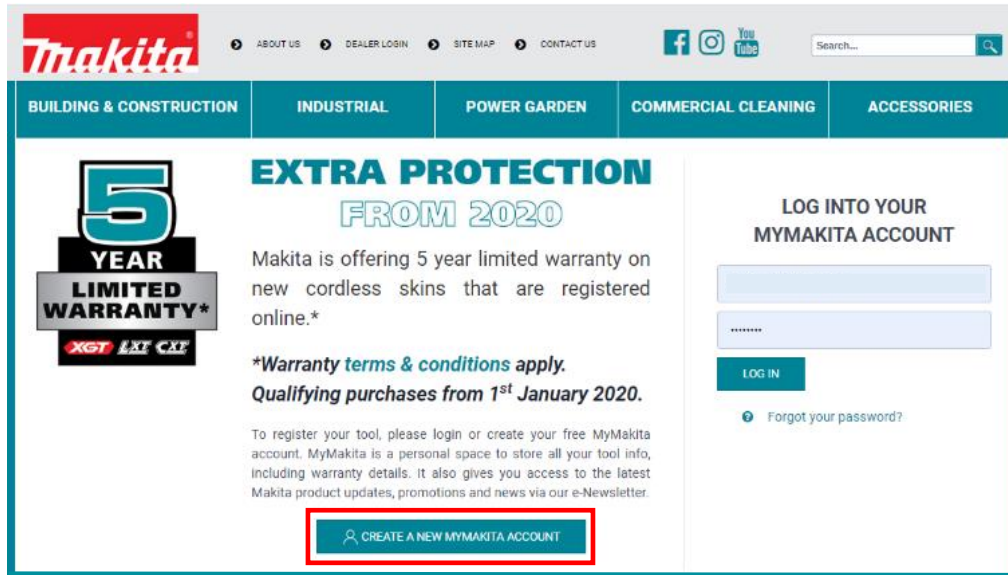 Makita
ABOUT US DEALER LOGIN SITE MAP CONTACT US
You
Tube
Search...
BUILDING & CONSTRUCTION INDUSTRIAL POWER GARDEN COMMERCIAL CLEANING ACCESSORIES
5
YEAR
LIMITED
WARRANTY*
XGT LXT CXT
EXTRA PROTECTION
FROM 2020
Makita is offering 5 year limited warranty on
new cordless skins that are registered
online.*
*Warranty terms & conditions apply.
Qualifying purchases from 1st January 2020.
To register your tool, please login or create your free MyMakita
account. MyMakita is a personal space to store all your tool info,
including warranty details. It also gives you access to the latest
Makita product updates, promotions and news via our e-Newsletter.
CREATE A NEW MYMAKITA ACCOUNT
LOG INTO YOUR
MYMAKITA ACCOUNT
........
LOG IN
Forgot your password?